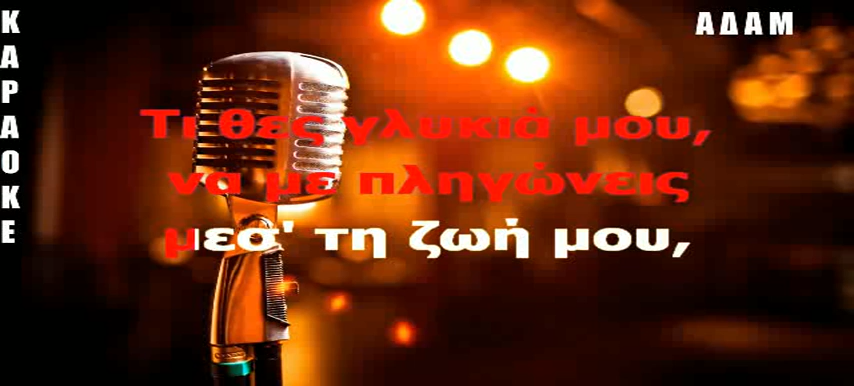 ΚΑΡΑΟΚΕ
ΑΔΑΜ
Τι θες γλυκιά μου,
να με πληγώνεις
μεσ' τη ζωή μου,